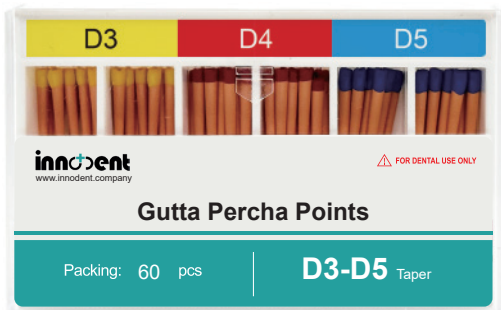 D3 D4 D5
innodent
www.innodent.company
FOR DENTAL USE ONLY
Gutta Percha Points
Packing: 60 pcs
D3-D5 Taper